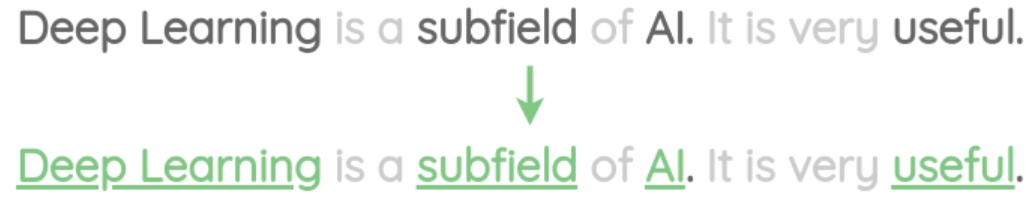 Deep Learning is a subfield of AI. It is very useful.
Deep Learning is a subfield of AI. It is very useful.